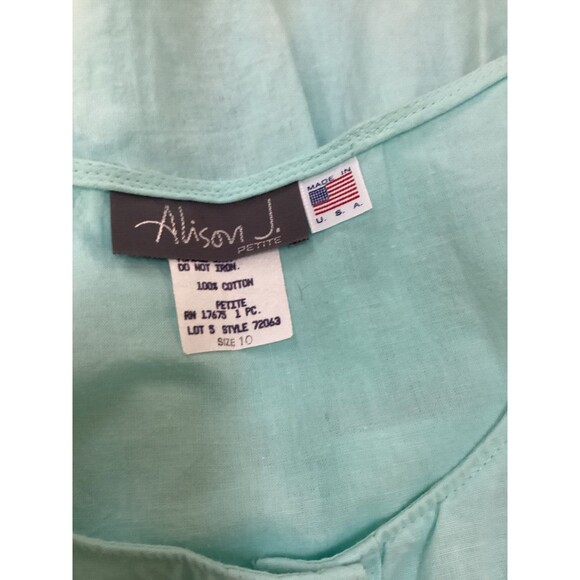 Alison J.
PETITE
MADE IN
U. S. A.
DO NOT IRON.
100% COTTON
PETITE
RN 17675 1 PC.
LOT 5 STYLE 72063
SIZE 10